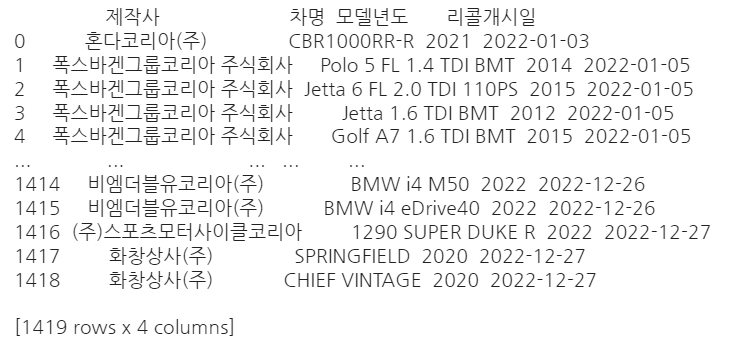 제작사 차명 모델년도 리콜개시일
0 혼다코리아(주) CBR1000RR-R 2021 2022-01-03
1 폭스바겐그룹코리아 주식회사 Polo 5 FL 1.4 TDI BMT 2014 2022-01-05
2 폭스바겐그룹코리아 주식회사 Jetta 6 FL 2.0 TDI 110PS 2015 2022-01-05
3 폭스바겐그룹코리아 주식회사 Jetta 1.6 TDI BMT 2012 2022-01-05
4 폭스바겐그룹코리아 주식회사 Golf A7 1.6 TDI BMT 2015 2022-01-05
... ... ... ... ...
1414 비엠더블유코리아(주) BMW i4 M50 2022 2022-12-26
1415 비엠더블유코리아(주) BMW i4 eDrive40 2022 2022-12-26
1416 (주)스포츠모터사이클코리아 1290 SUPER DUKE R 2022 2022-12-27
1417 화창상사(주) SPRINGFIELD 2020 2022-12-27
1418 화창상사(주) CHIEF VINTAGE 2020 2022-12-27
[1419 rows x 4 columns]